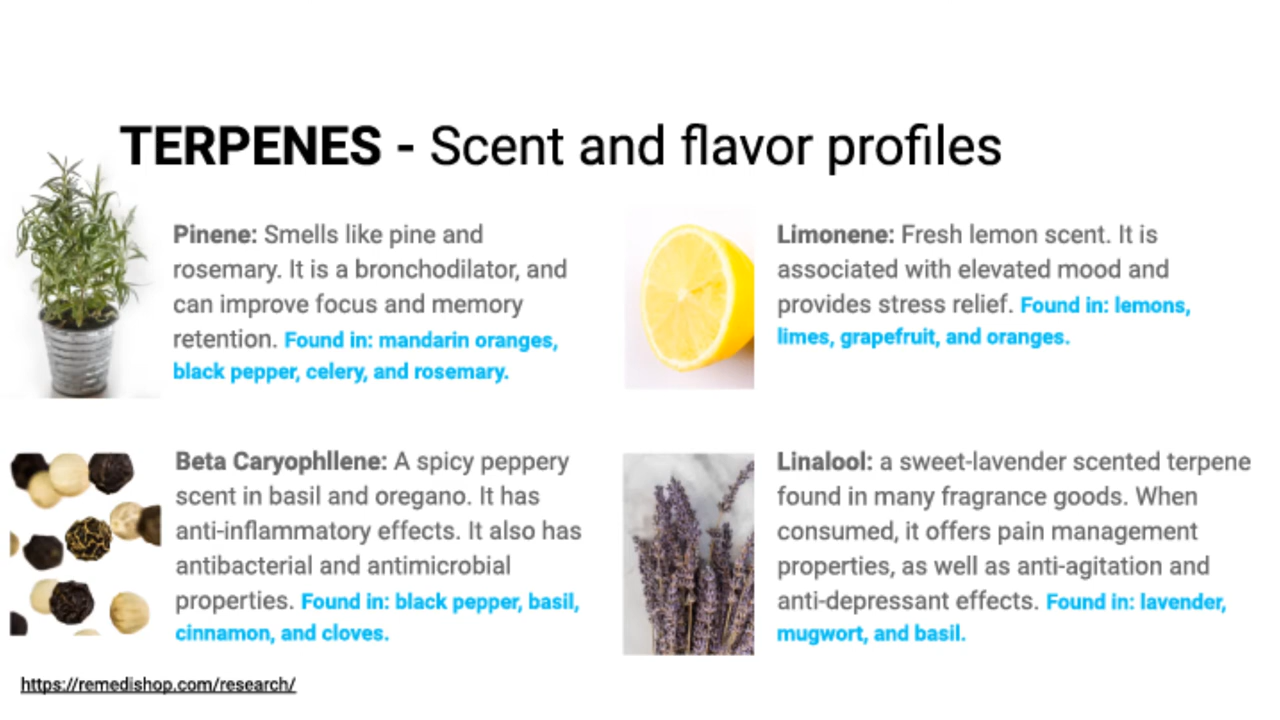 TERPENES - Scent and flavor profiles
Pinene: Smells like pine and
rosemary. It is a bronchodilator, and
can improve focus and memory
retention. Found in: mandarin oranges,
black pepper, celery, and rosemary.
Limonene: Fresh lemon scent. It is
associated with elevated mood and
provides stress relief. Found in: lemons,
limes, grapefruit, and oranges.
Beta Caryophllene: A spicy peppery
scent in basil and oregano. It has
anti-inflammatory effects. It also has
antibacterial and antimicrobial
properties. Found in: black pepper, basil,
cinnamon, and cloves.
Linalool: a sweet-lavender scented terpene
found in many fragrance goods. When
consumed, it offers pain management
properties, as well as anti-agitation and
anti-depressant effects. Found in: lavender,
mugwort, and basil.
https://remedishop.com/research/